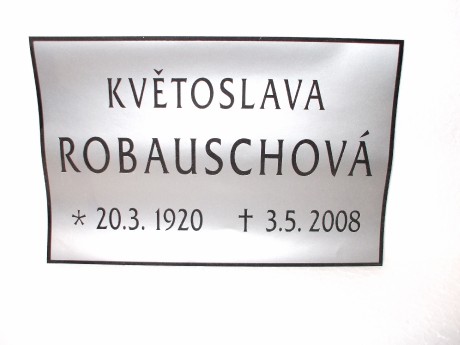 KVĚTOSLAVA
ROBAUSCHOVÁ
* 20.3. 1920 † 3.5. 2008